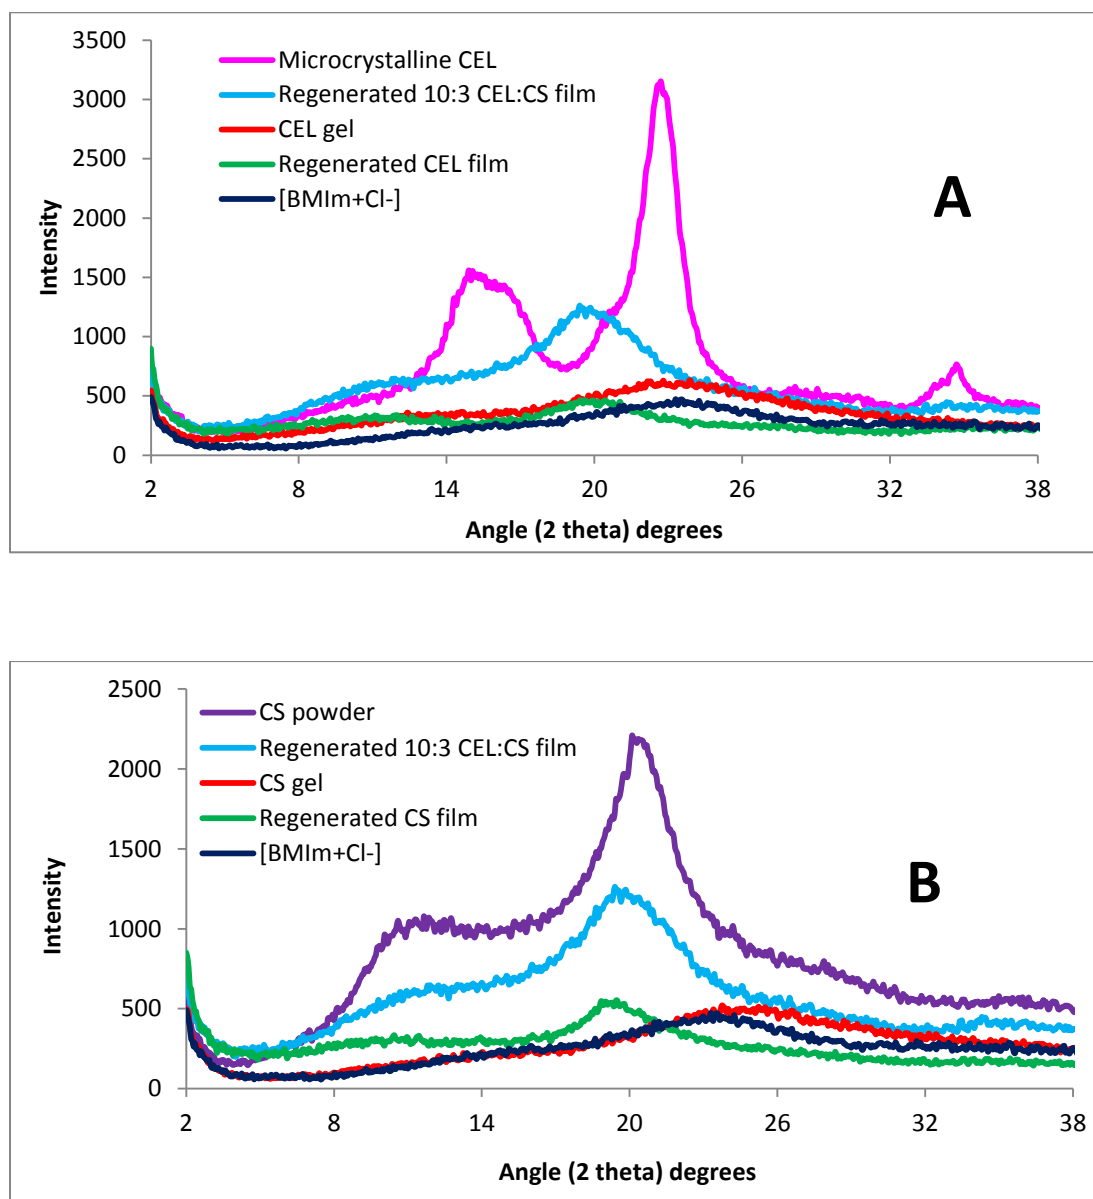 3500
3000
2500
2000
1500
1000
500
0
Intensity
Microcrystalline CEL
Regenerated 10:3 CEL:CS film
CEL gel
Regenerated CEL film
[BMIm+Cl-]
A
2 8 14 20 26 32 38
Angle (2 theta) degrees
2500
2000
1500
1000
500
0
Intensity
CS powder
Regenerated 10:3 CEL:CS film
CS gel
Regenerated CS film
[BMIm+Cl-]
B
2 8 14 20 26 32 38
Angle (2 theta) degrees